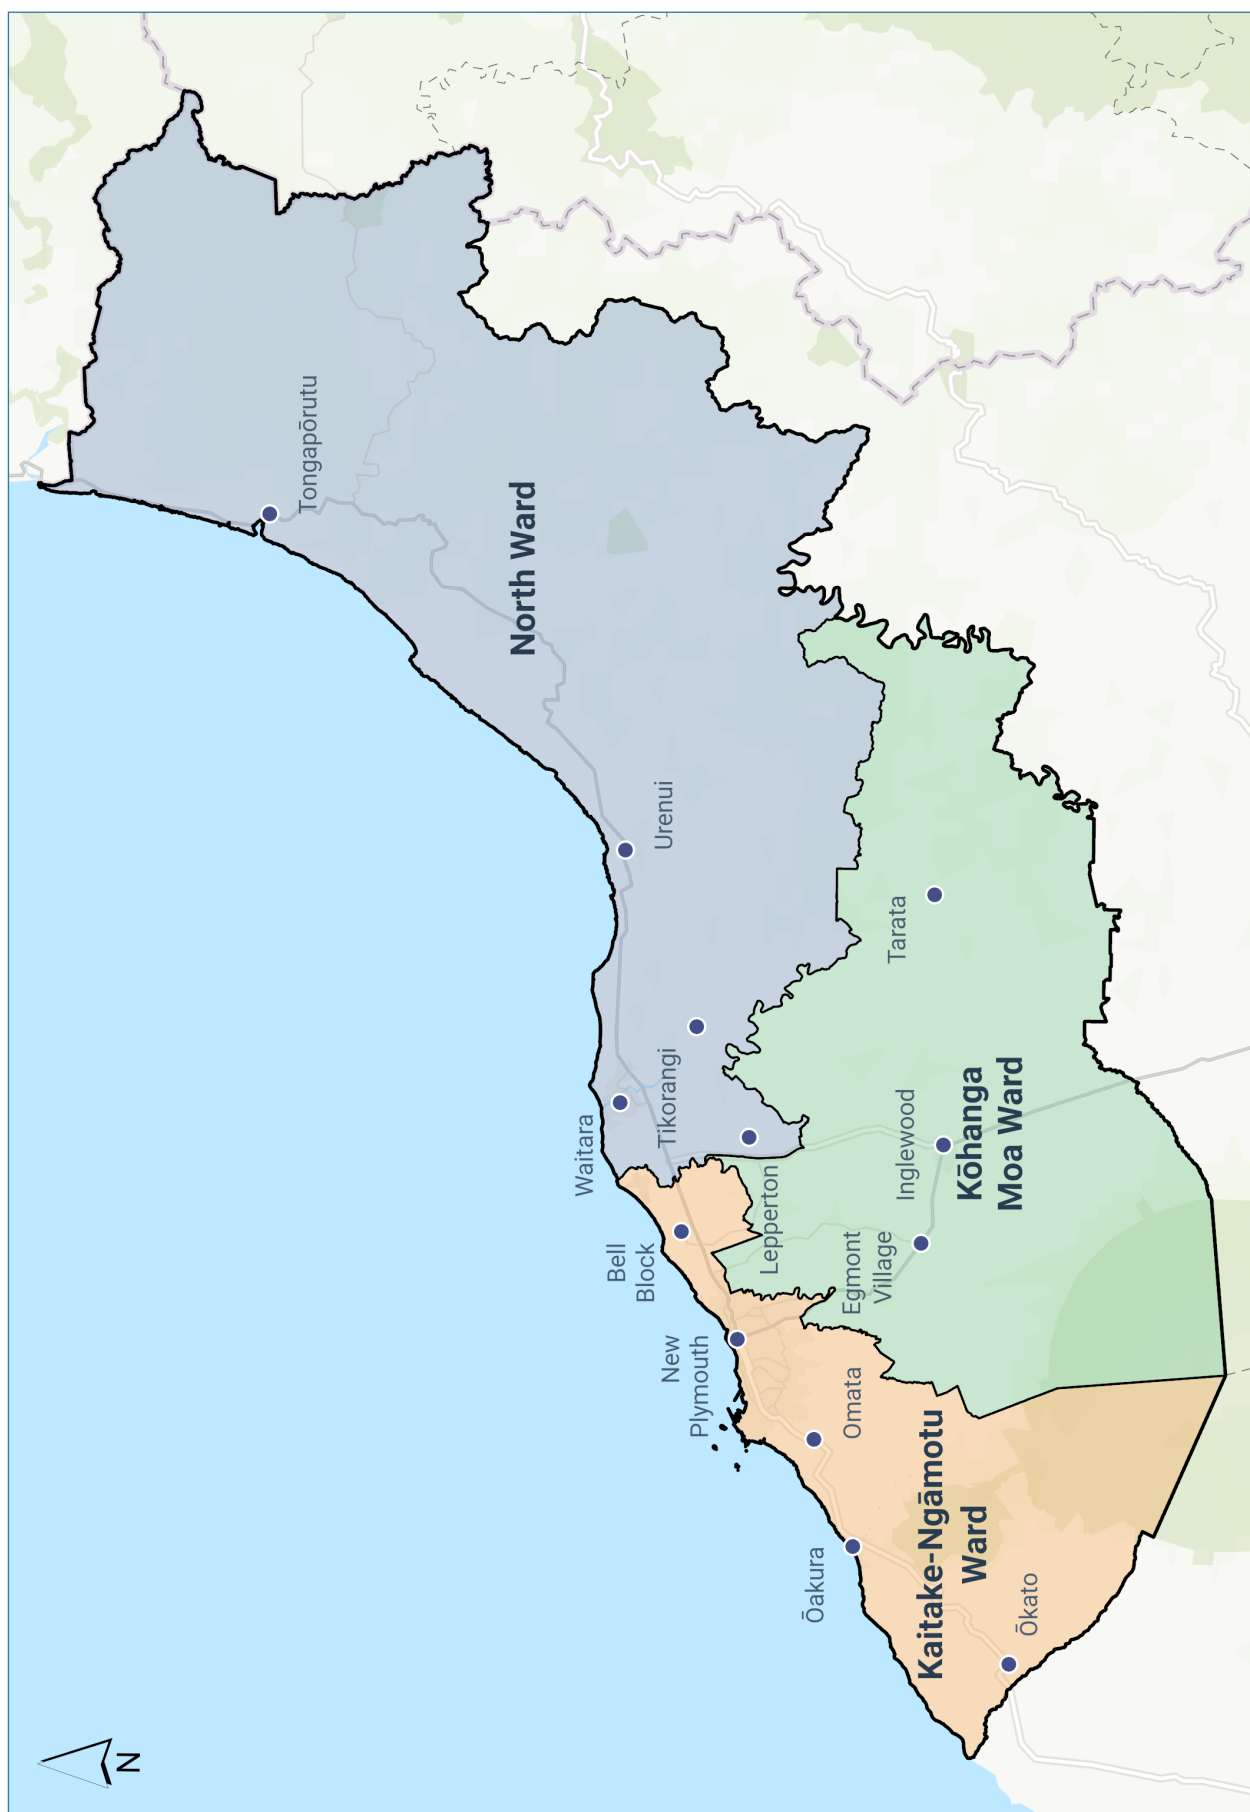 Tongapōrutu
North Ward
Urenui
Waitara
Tikorangi
Lepperton
Bell
Block
New
Plymouth
Tarata
Inglewood
Kōhanga
Moa Ward
Egmont
Village
Omata
Ōakura
Kaitake-Ngāmotu
Ward
Ōkato
N